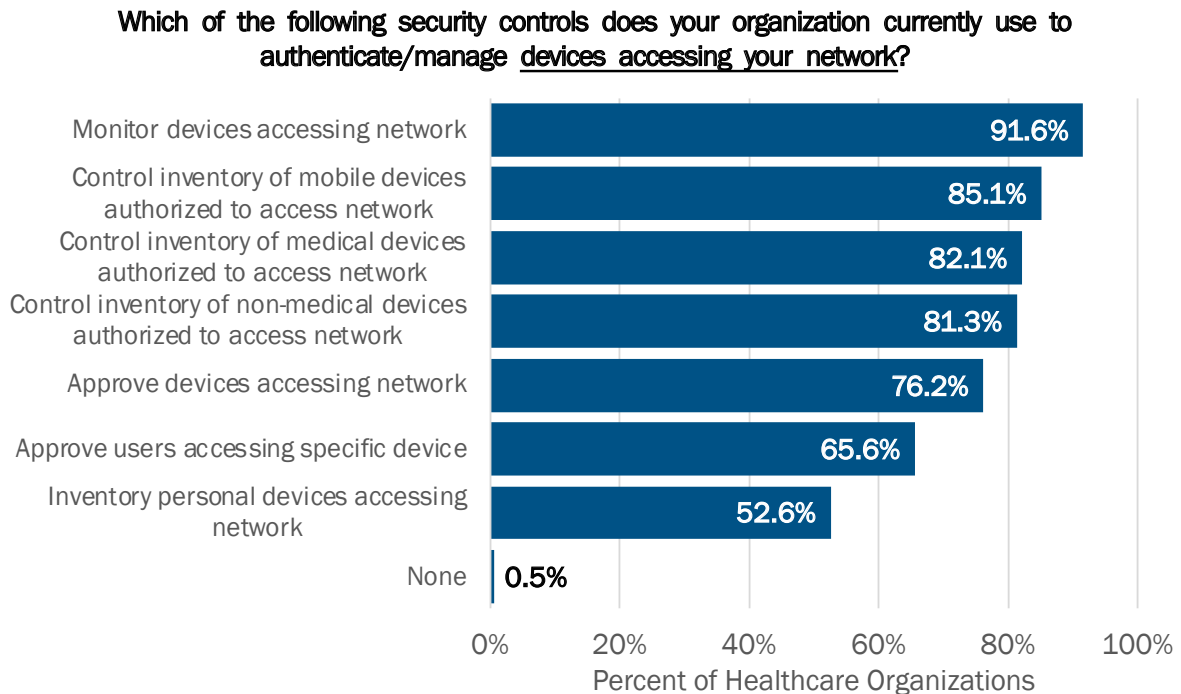 Which of the following security controls does your organization currently use to
authenticate/manage devices accessing your network?
Monitor devices accessing network
91.6%
Control inventory of mobile devices
authorized to access network
85.1%
Control inventory of medical devices
authorized to access network
82.1%
Control inventory of non-medical devices
authorized to access network
81.3%
Approve devices accessing network
76.2%
Approve users accessing specific device
65.6%
Inventory personal devices accessing
network
52.6%
None
0.5%
0%
20%
40%
60%
80%
100%
Percent of Healthcare Organizations